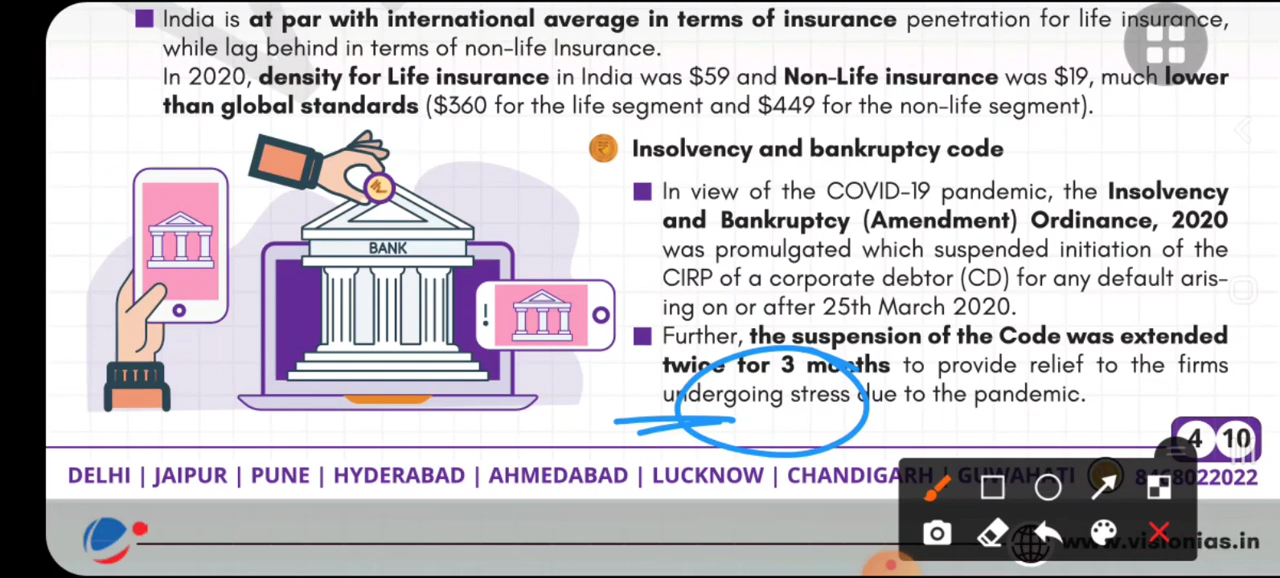 India is at par with international average in terms of insurance penetration for life insurance,
while lag behind in terms of non-life Insurance.
In 2020, density for Life insurance in India was $59 and Non-Life insurance was $19, much lower
than global standards ($360 for the life segment and $449 for the non-life segment).
BANK
Insolvency and bankruptcy code
In view of the COVID-19 pandemic, the Insolvency
and Bankruptcy (Amendment) Ordinance, 2020
was promulgated which suspended initiation of the
CIRP of a corporate debtor (CD) for any default aris-
ing on or after 25th March 2020.
Further, the suspension of the Code was extended
twice for 3 months to provide relief to the firms
undergoing stress due to the pandemic.
4 10
DELHI | JAIPUR | PUNE | HYDERABAD | AHMEDABAD | LUCKNOW | CHANDIGARH | GUWAHATI 8468022022
www.visionias.in